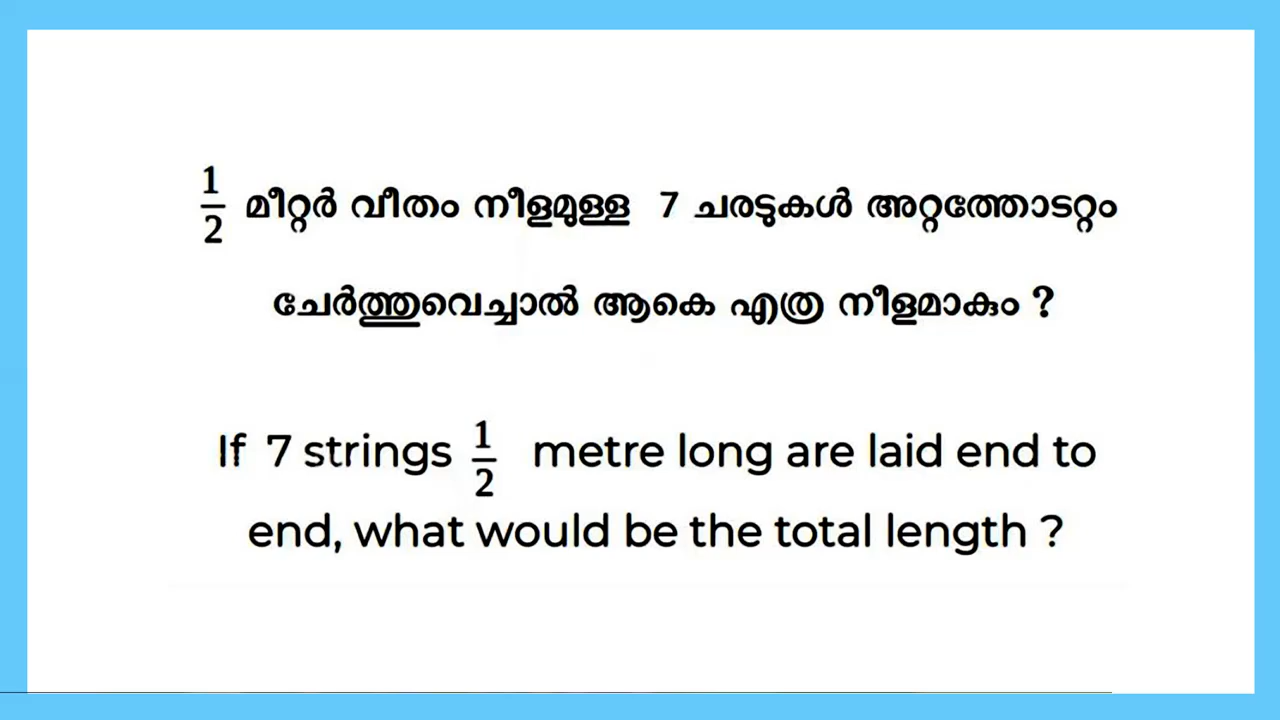 1/2 മീറ്റർ വീതം നീളമുള്ള 7 ചരടുകൾ അറ്റത്തോടറ്റം
ചേർത്തുവെച്ചാൽ ആകെ എത്ര നീളമാകും ?
If 7 strings 1/2 metre long are laid end to
end, what would be the total length ?